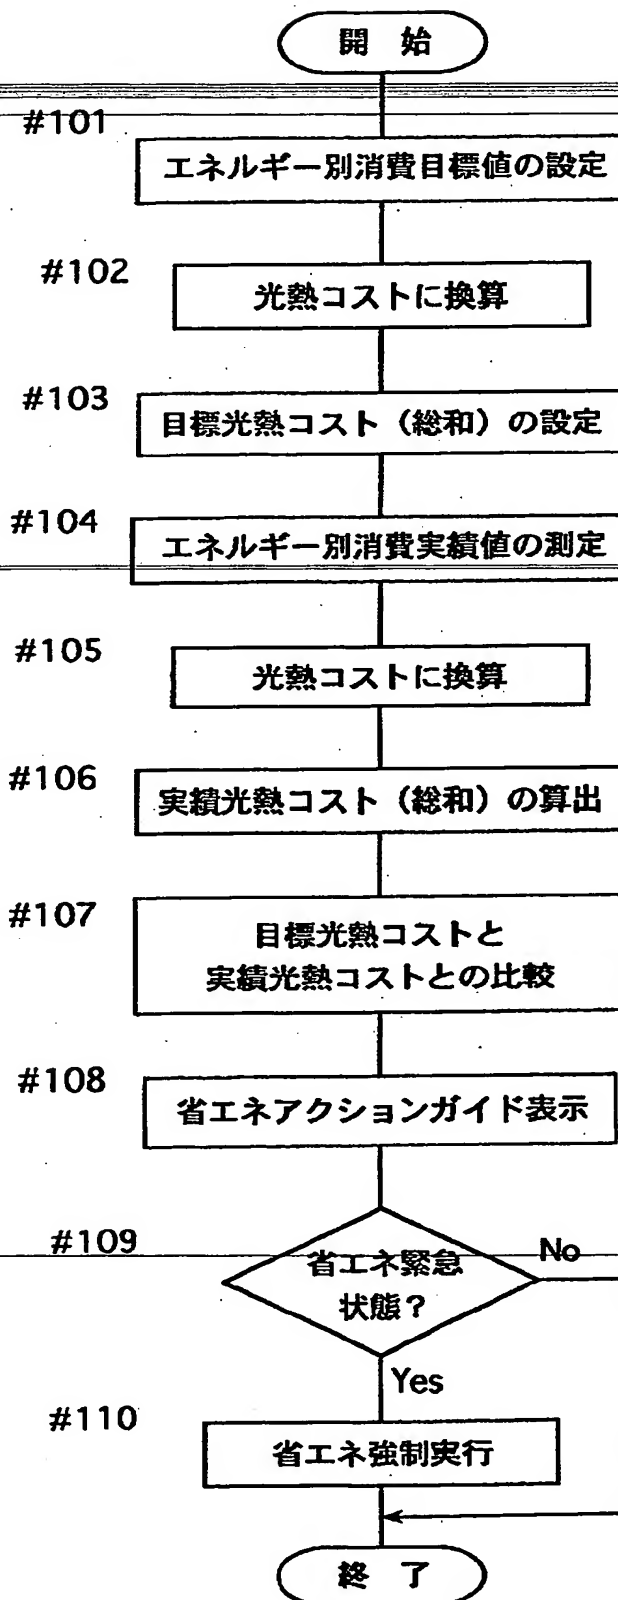 開 始
#101
エネルギー別消費目標値の設定
#102
光熱コストに換算
#103
目標光熱コスト（総和）の設定
#104
エネルギー別消費実績値の測定
#105
光熱コストに換算
#106
実績光熱コスト（総和）の算出
#107
目標光熱コストと
実績光熱コストとの比較
#108
省エネアクションガイド表示
#109
省エネ緊急
状態？
No
Yes
#110
省エネ強制実行
終 了